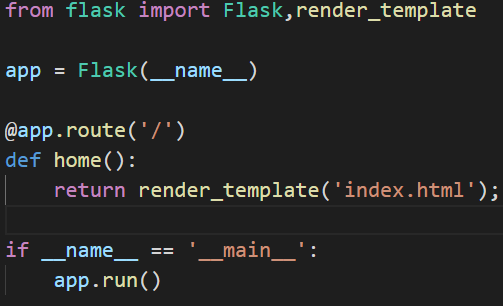 from flask import Flask,render_template
app = Flask(__name__)
@app.route('/')
def home():
    return render_template('index.html');
if __name__ == '__main__':
    app.run()